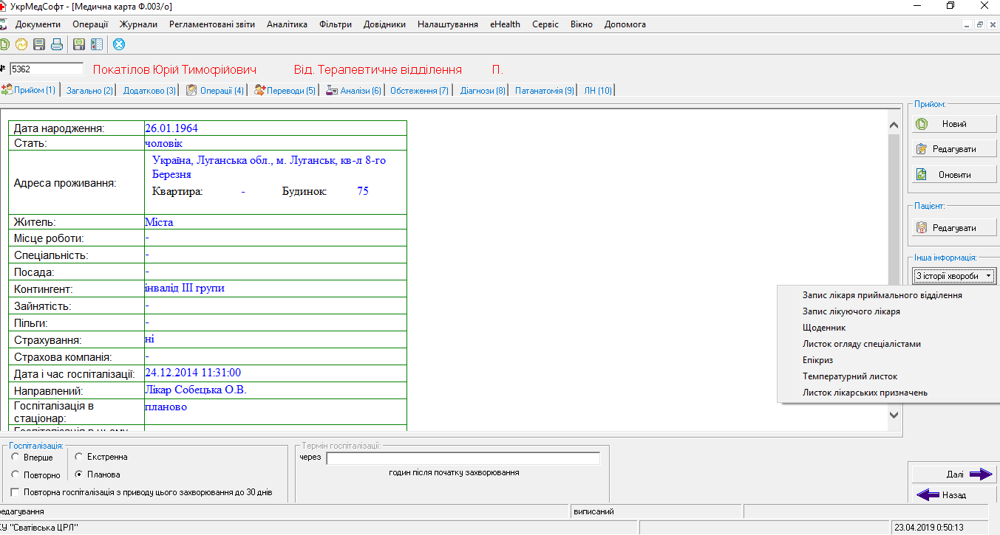 УкрМедСофт - [Медична карта Ф.003/о]
Документи Операції Журнали Регламентовані звіти Аналітика Фільтри Довідники Налаштування eHealth Сервіс Вікно Допомога
№ 5362 Покатілов Юрій Тимофійович Від. Терапевтичне відділення П.
Прийом (1) Загально (2) Додатково (3) Операції (4) Переводи (5) Аналізи (6) Обстеження (7) Діагнози (8) Патанатомія (9) ЛН (10)
Дата народження: 26.01.1964
Стать: чоловік
Адреса проживання: Україна, Луганська обл., м. Луганськ, кв-л 8-го
Березня
Квартира: - Будинок: 75
Житель: Міста
Місце роботи: -
Спеціальність: -
Посада: -
Контингент: інвалід III групи
Зайнятість: -
Пільги: -
Страхування: ні
Страхова компанія: -
Дата і час госпіталізації: 24.12.2014 11:31:00
Направлений: Лікар Собецька О.В.
Госпіталізація в
стаціонар: планово
Прийом:
Новий
Редагувати
Оновити
Пацієнт:
Редагувати
Інша інформація:
З історії хвороби
Запис лікаря приймального відділення
Запис лікуючого лікаря
Щоденник
Листок огляду спеціалістами
Епікриз
Температурний листок
Листок лікарських призначень
Госпіталізація:
Вперше Екстренна
Повторно Планова
Повторна госпіталізація з приводу цього захворювання до 30 днів
Термін госпіталізації:
через
годин після початку захворювання
Далі
Назад
редагування виписаний
КУ "Сватівська ЦРЛ" 23.04.2019 0:50:13